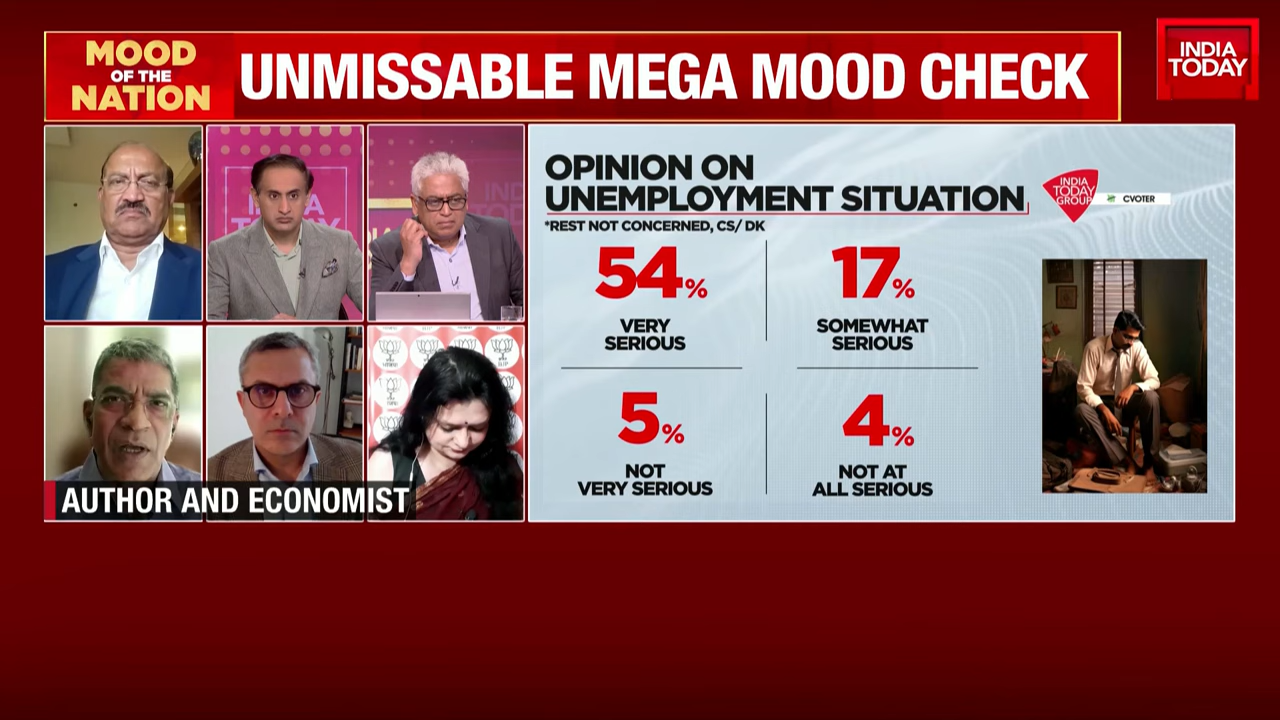 MOOD
OF THE
NATION
UNMISSABLE MEGA MOOD CHECK
INDIA
TODAY
OPINION ON
UNEMPLOYMENT SITUATION
*REST NOT CONCERNED, CS/ DK
INDIA
TODAY
GROUP
CVOTER
54%
VERY
SERIOUS
17%
SOMEWHAT
SERIOUS
5%
NOT
VERY SERIOUS
4%
NOT AT
ALL SERIOUS
AUTHOR AND ECONOMIST